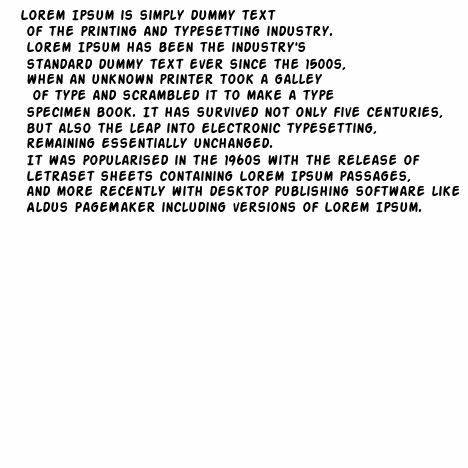 LOREM IPSUM IS SIMPLY DUMMY TEXT
OF THE PRINTING AND TYPESETTING INDUSTRY.
LOREM IPSUM HAS BEEN THE INDUSTRY'S
STANDARD DUMMY TEXT EVER SINCE THE 1500S,
WHEN AN UNKNOWN PRINTER TOOK A GALLEY
OF TYPE AND SCRAMBLED IT TO MAKE A TYPE
SPECIMEN BOOK. IT HAS SURVIVED NOT ONLY FIVE CENTURIES,
BUT ALSO THE LEAP INTO ELECTRONIC TYPESETTING,
REMAINING ESSENTIALLY UNCHANGED.
IT WAS POPULARISED IN THE 1960S WITH THE RELEASE OF
LETRASET SHEETS CONTAINING LOREM IPSUM PASSAGES,
AND MORE RECENTLY WITH DESKTOP PUBLISHING SOFTWARE LIKE
ALDUS PAGEMAKER INCLUDING VERSIONS OF LOREM IPSUM.